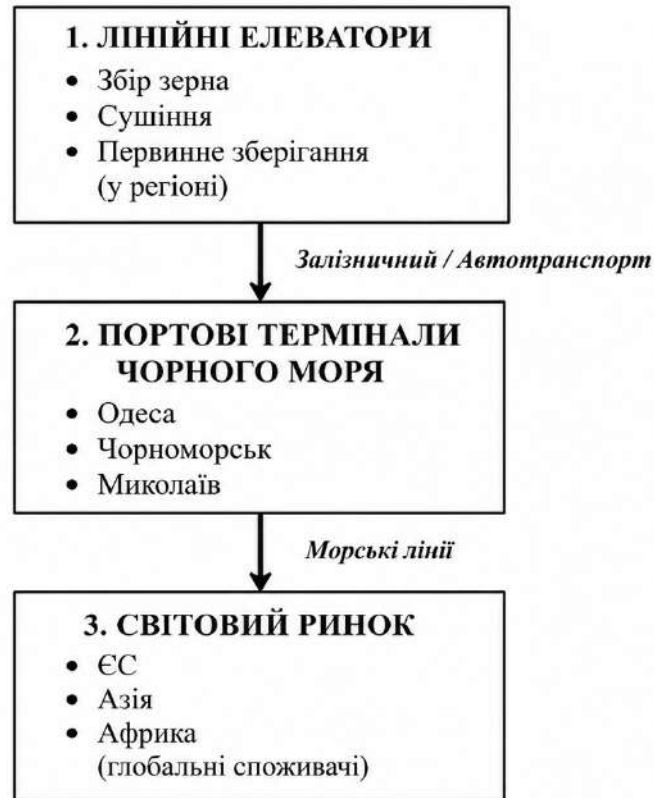 1. ЛІНІЙНІ ЕЛЕВАТОРИ
• Збір зерна
• Сушіння
• Первинне зберігання
(у регіоні)
Залізничний / Автотранспорт
2. ПОРТОВІ ТЕРМІНАЛИ
ЧОРНОГО МОРЯ
• Одеса
• Чорноморськ
• Миколаїв
Морські лінії
3. СВІТОВИЙ РИНОК
• ЄС
• Азія
• Африка
(глобальні споживачі)